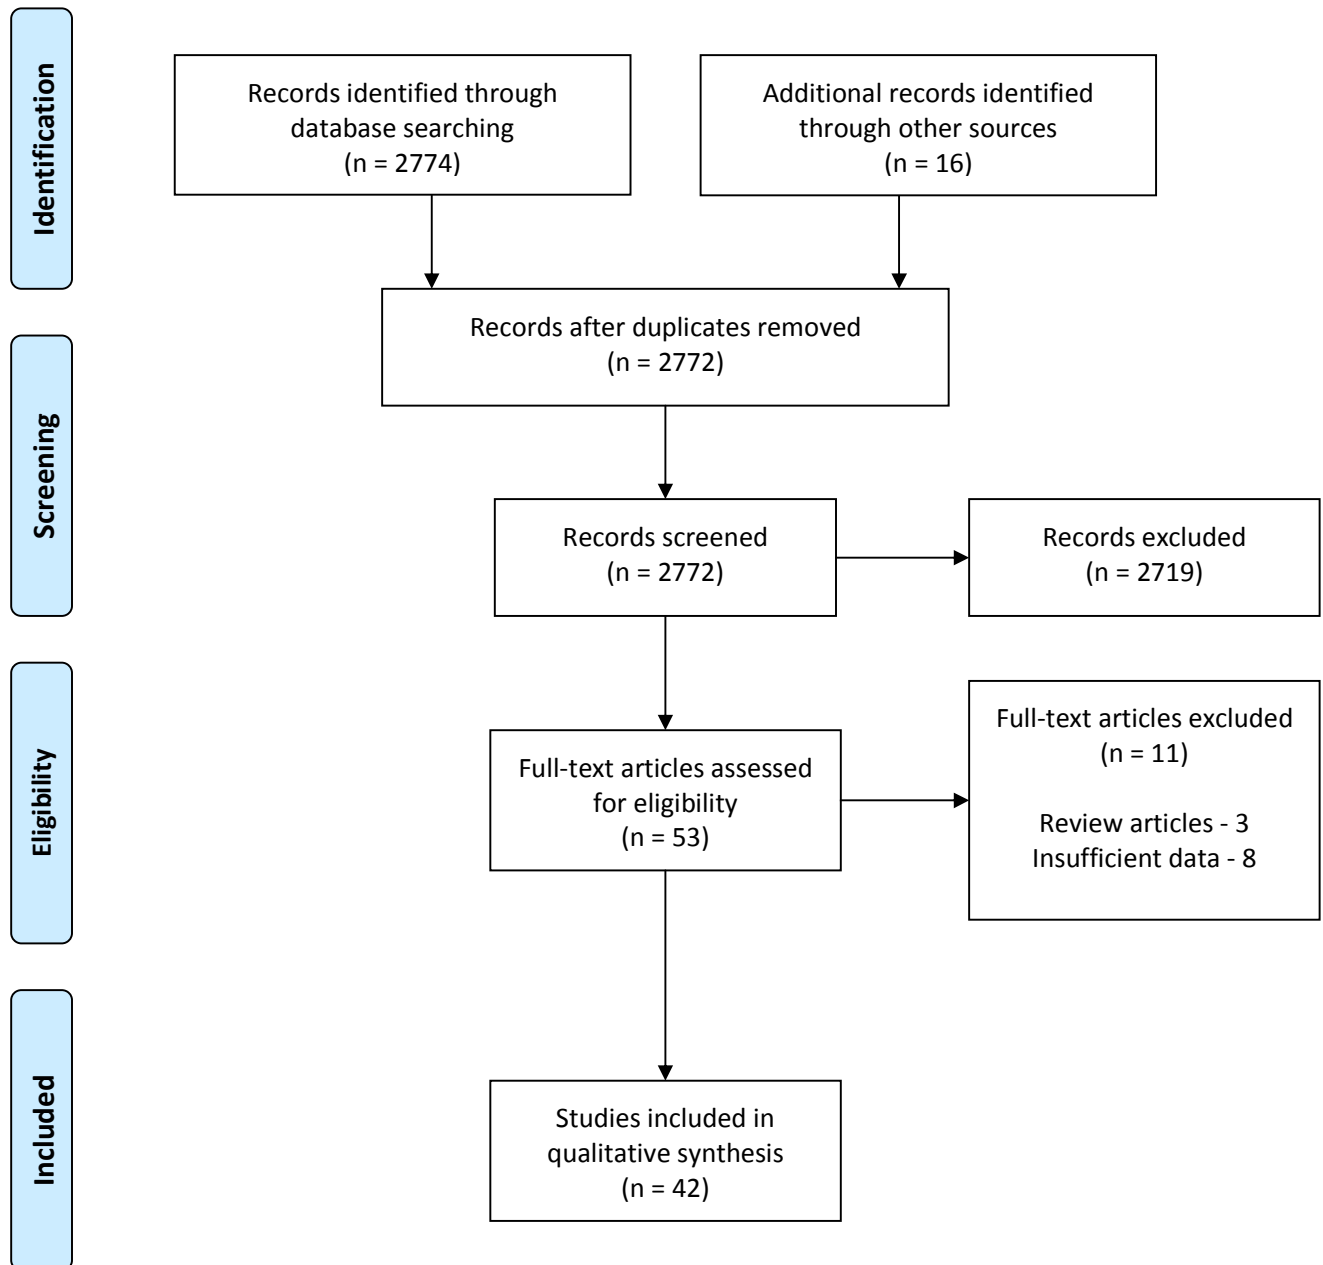 Identification
Records identified through
database searching
(n = 2774)
Additional records identified
through other sources
(n = 16)
Records after duplicates removed
(n = 2772)
Screening
Records screened
(n = 2772)
Records excluded
(n = 2719)
Eligibility
Full-text articles assessed
for eligibility
(n = 53)
Full-text articles excluded
(n = 11)
Review articles - 3
Insufficient data - 8
Included
Studies included in
qualitative synthesis
(n = 42)